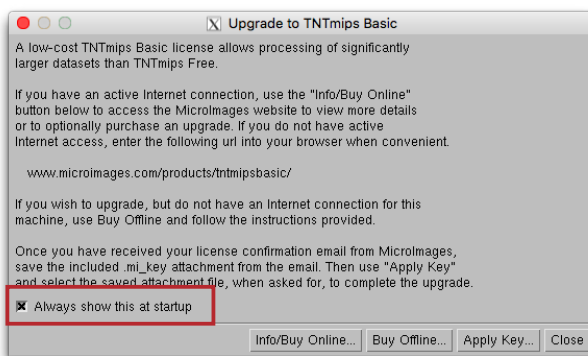 Upgrade to TNTmips Basic
A low-cost TNTmips Basic license allows processing of significantly
larger datasets than TNTmips Free.
If you have an active Internet connection, use the "Info/Buy Online"
button below to access the MicroImages website to view more details
or to optionally purchase an upgrade. If you do not have active
Internet access, enter the following url into your browser when convenient.
www.microimages.com/products/tntmipsbasic/
If you wish to upgrade, but do not have an Internet connection for this
machine, use Buy Offline and follow the instructions provided.
Once you have received your license confirmation email from MicroImages,
save the included .mi_key attachment from the email. Then use "Apply Key"
and select the saved attachment file, when asked for, to complete the upgrade.
Always show this at startup
Info/Buy Online... Buy Offline... Apply Key... Close